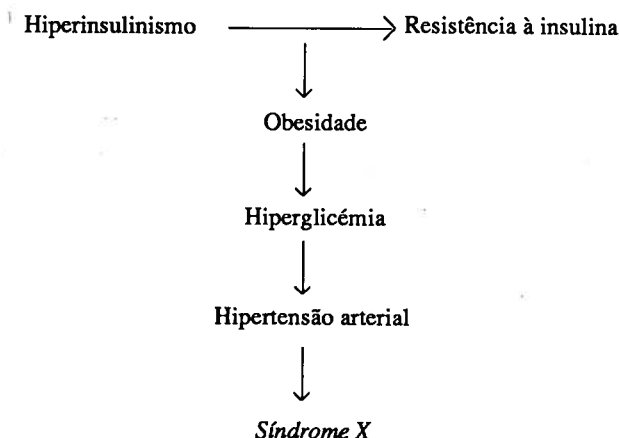 Hiperinsulinismo Resistência à insulina
Obesidade
Hiperglicémia
Hipertensão arterial
Síndrome X